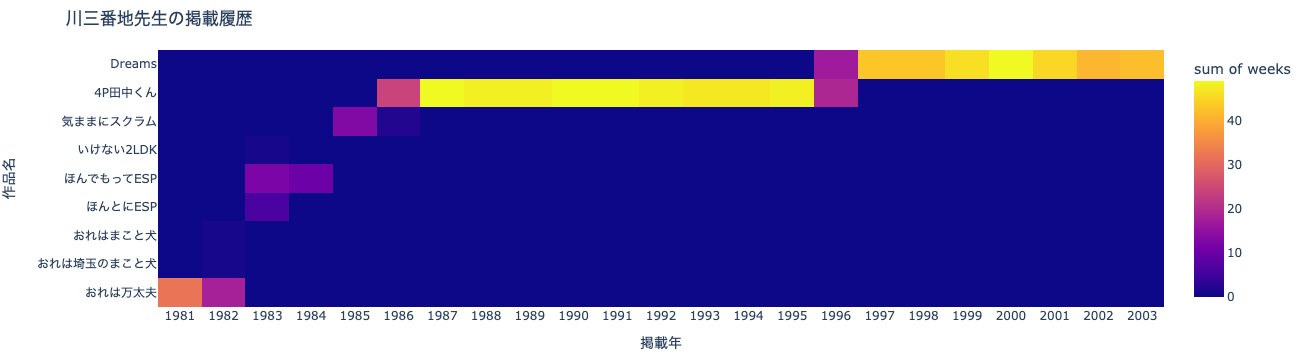 川三番地先生の掲載履歴
sum of weeks
作品名
Dreams
4P田中くん
気ままにスクラム
いけない2LDK
ほんでもってESP
ほんとにESP
おれはまこと犬
おれは埼玉のまこと犬
おれは万太夫
40
30
20
10
0
1981 1982 1983 1984 1985 1986 1987 1988 1989 1990 1991 1992 1993 1994 1995 1996 1997 1998 1999 2000 2001 2002 2003
掲載年